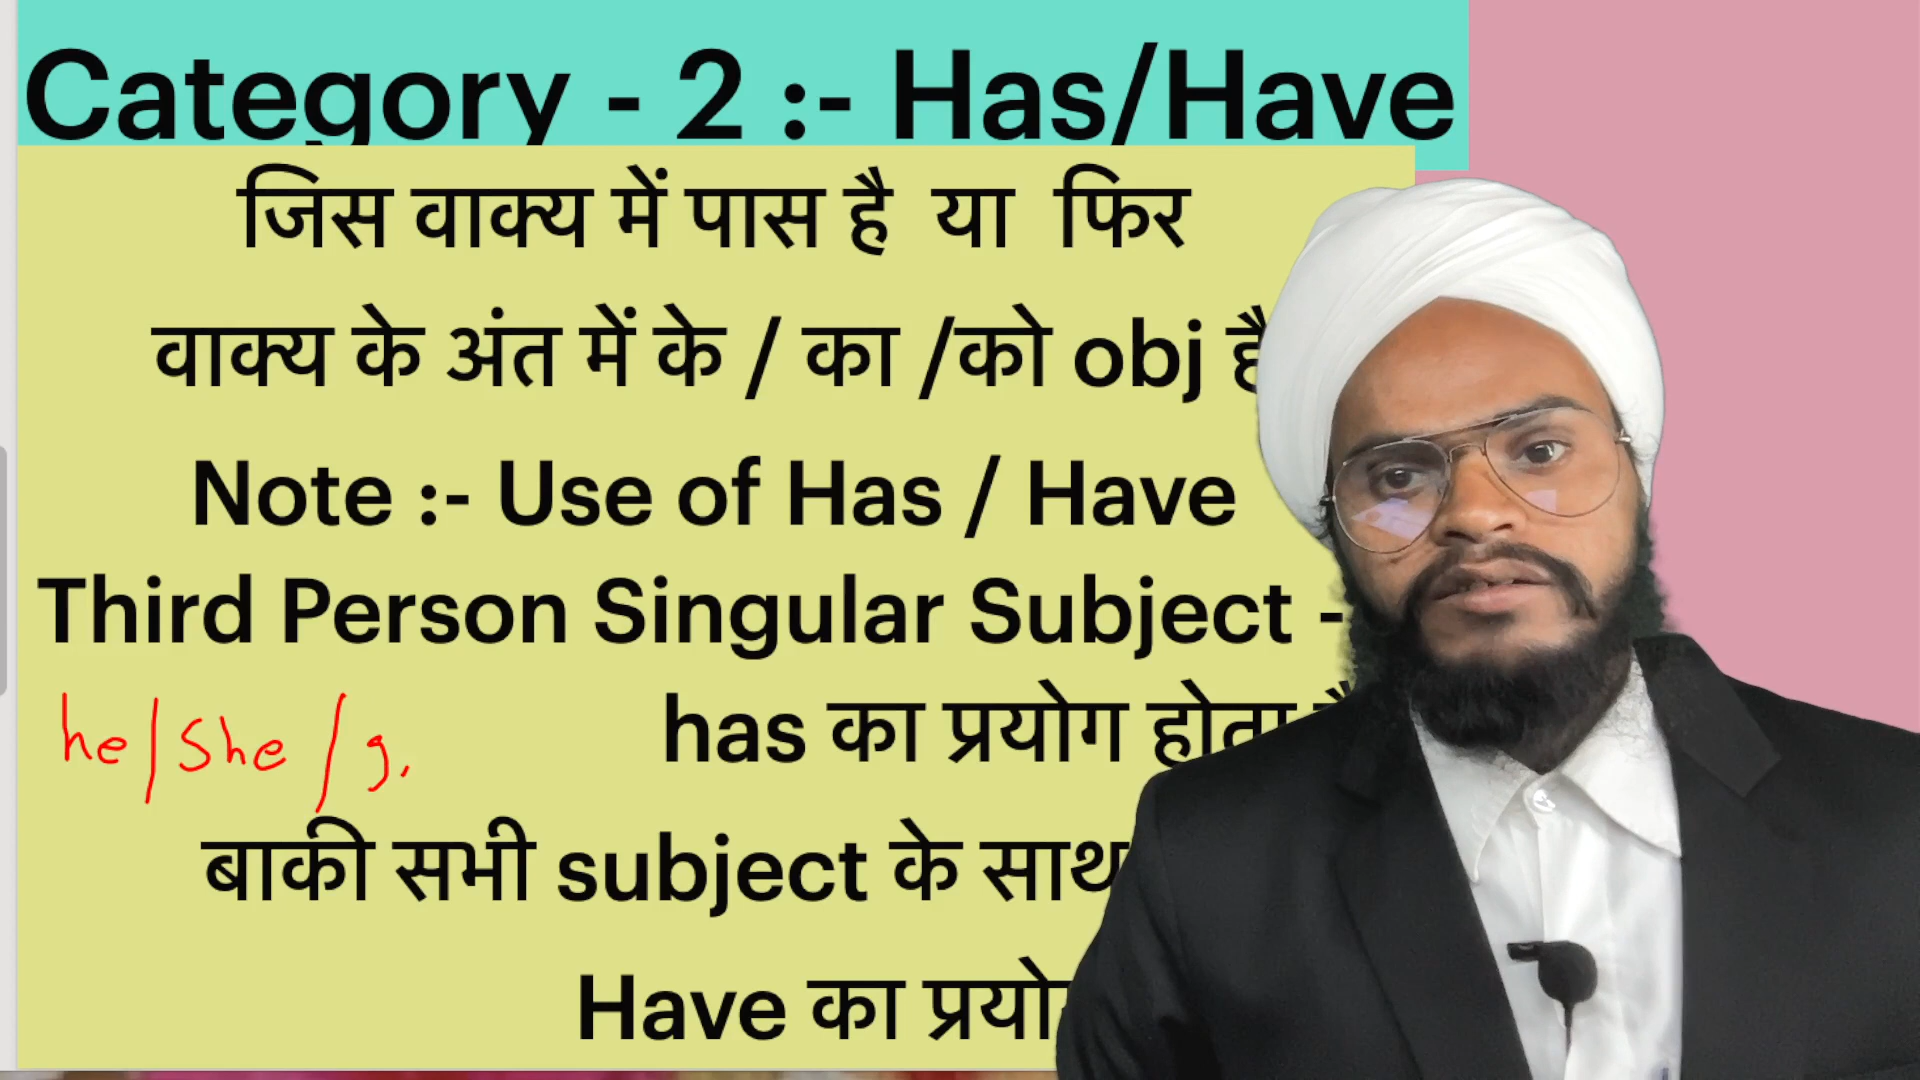 Category - 2 :- Has/Have
जिस वाक्य में पास है या फिर
वाक्य के अंत में के / का /को obj है
Note :- Use of Has / Have
Third Person Singular Subject -
has का प्रयोग होता है
he/She / g.
बाकी सभी subject के साथ
Have का प्रयो